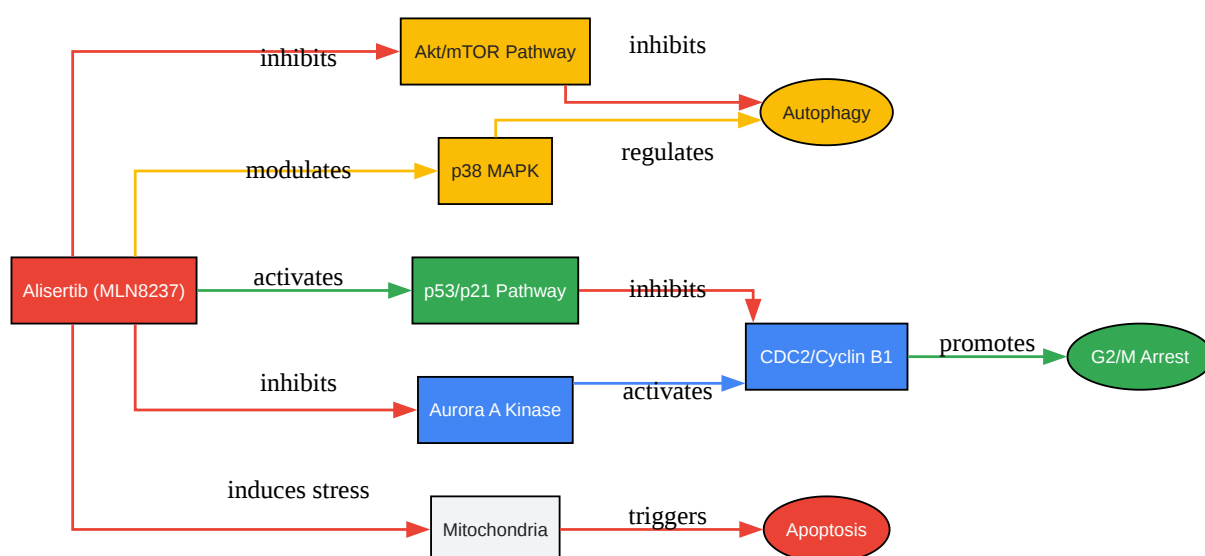 inhibits
Akt/mTOR Pathway
inhibits
Autophagy
modulates
p38 MAPK
regulates
Alisertib (MLN8237)
activates
p53/p21 Pathway
inhibits
CDC2/Cyclin B1
promotes
G2/M Arrest
inhibits
Aurora A Kinase
activates
induces stress
Mitochondria
triggers
Apoptosis